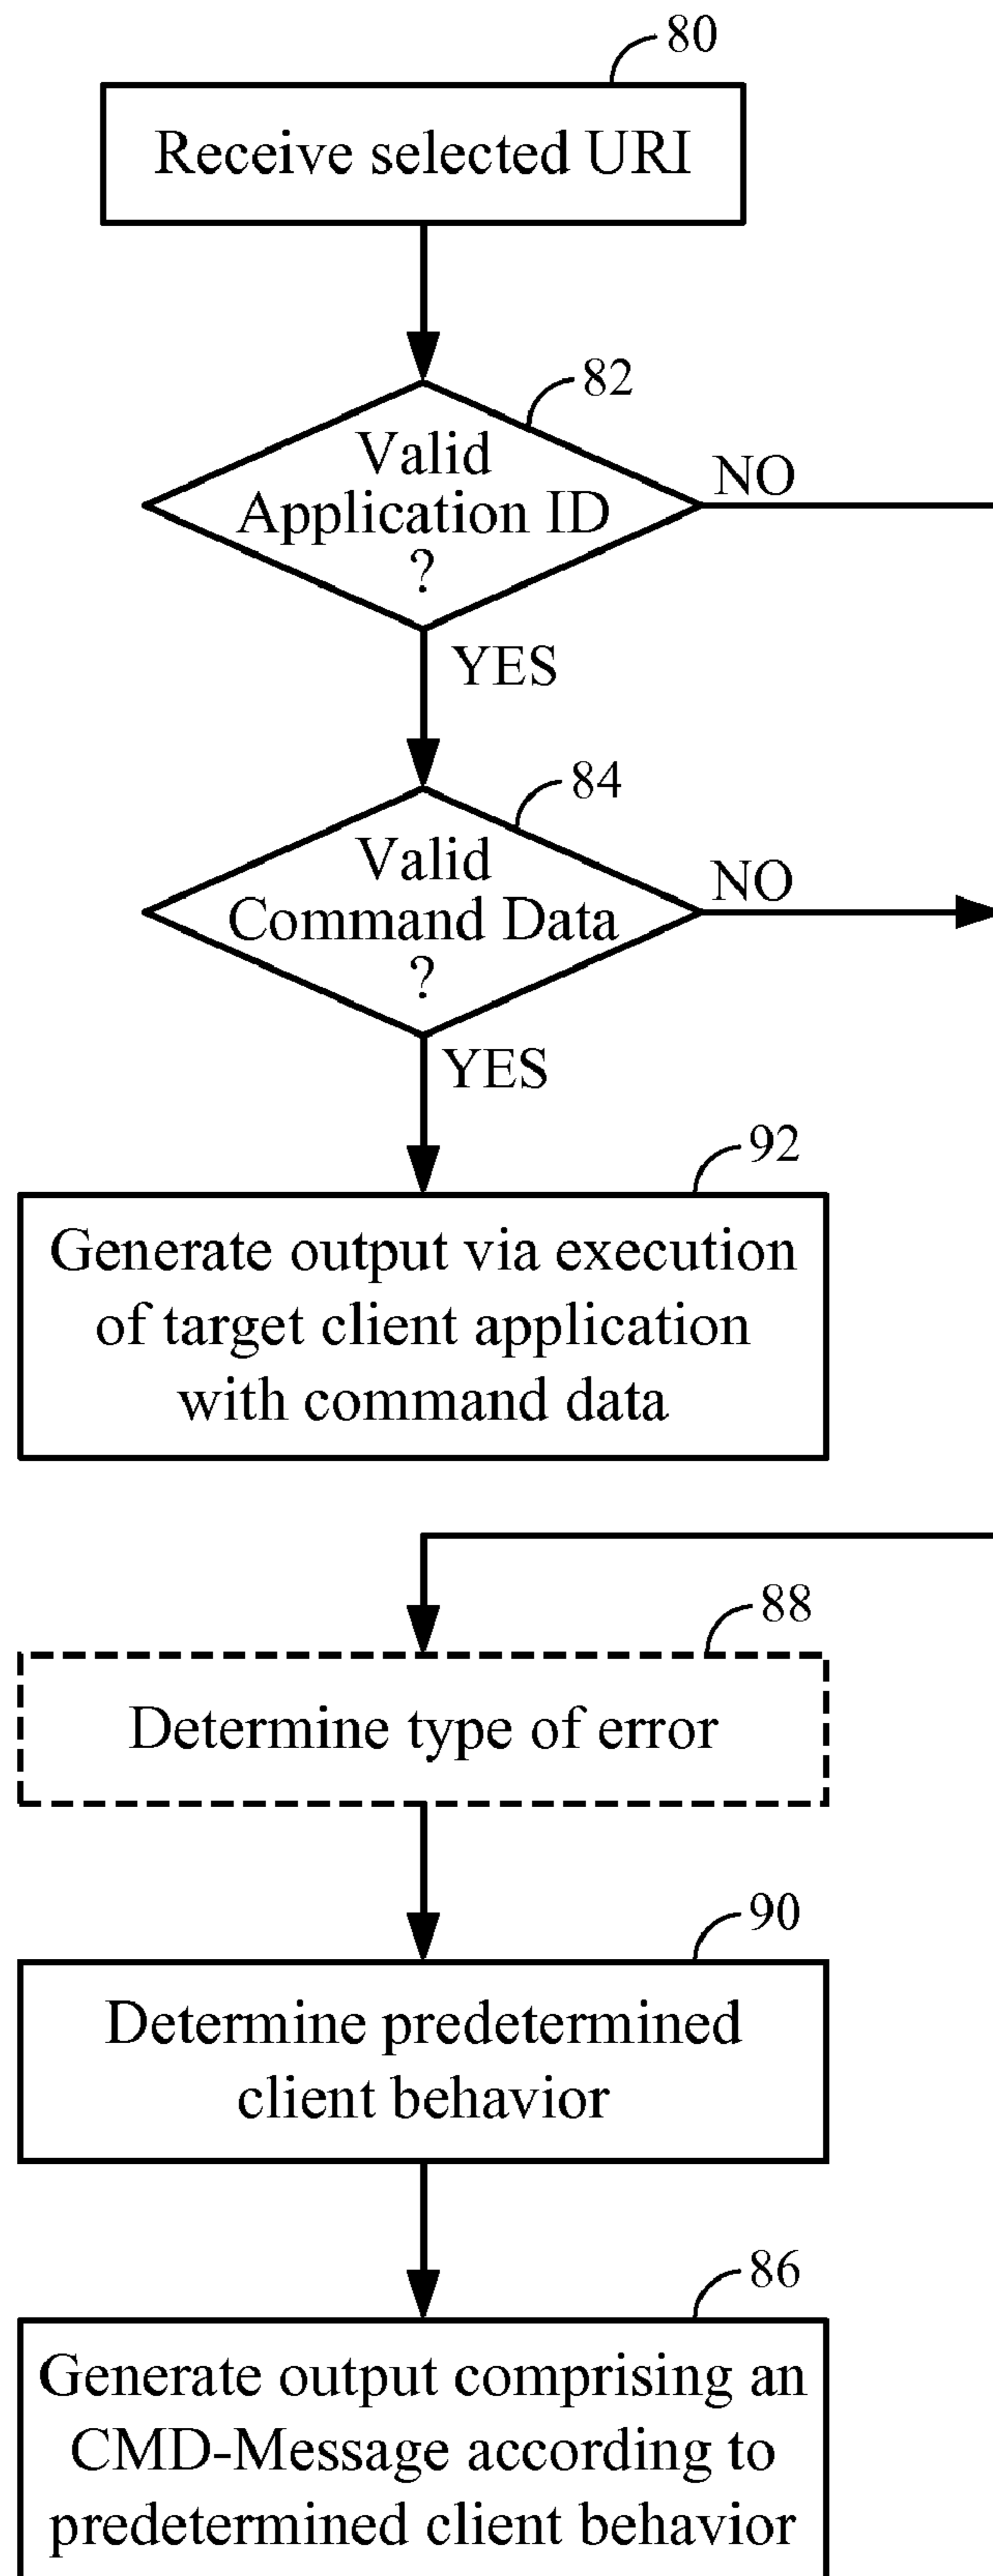 80
Receive selected URI
82
Valid
Application ID
?
NO
YES
84
Valid
Command Data
?
NO
YES
92
Generate output via execution
of target client application
with command data
88
Determine type of error
90
Determine predetermined
client behavior
86
Generate output comprising an
CMD-Message according to
predetermined client behavior